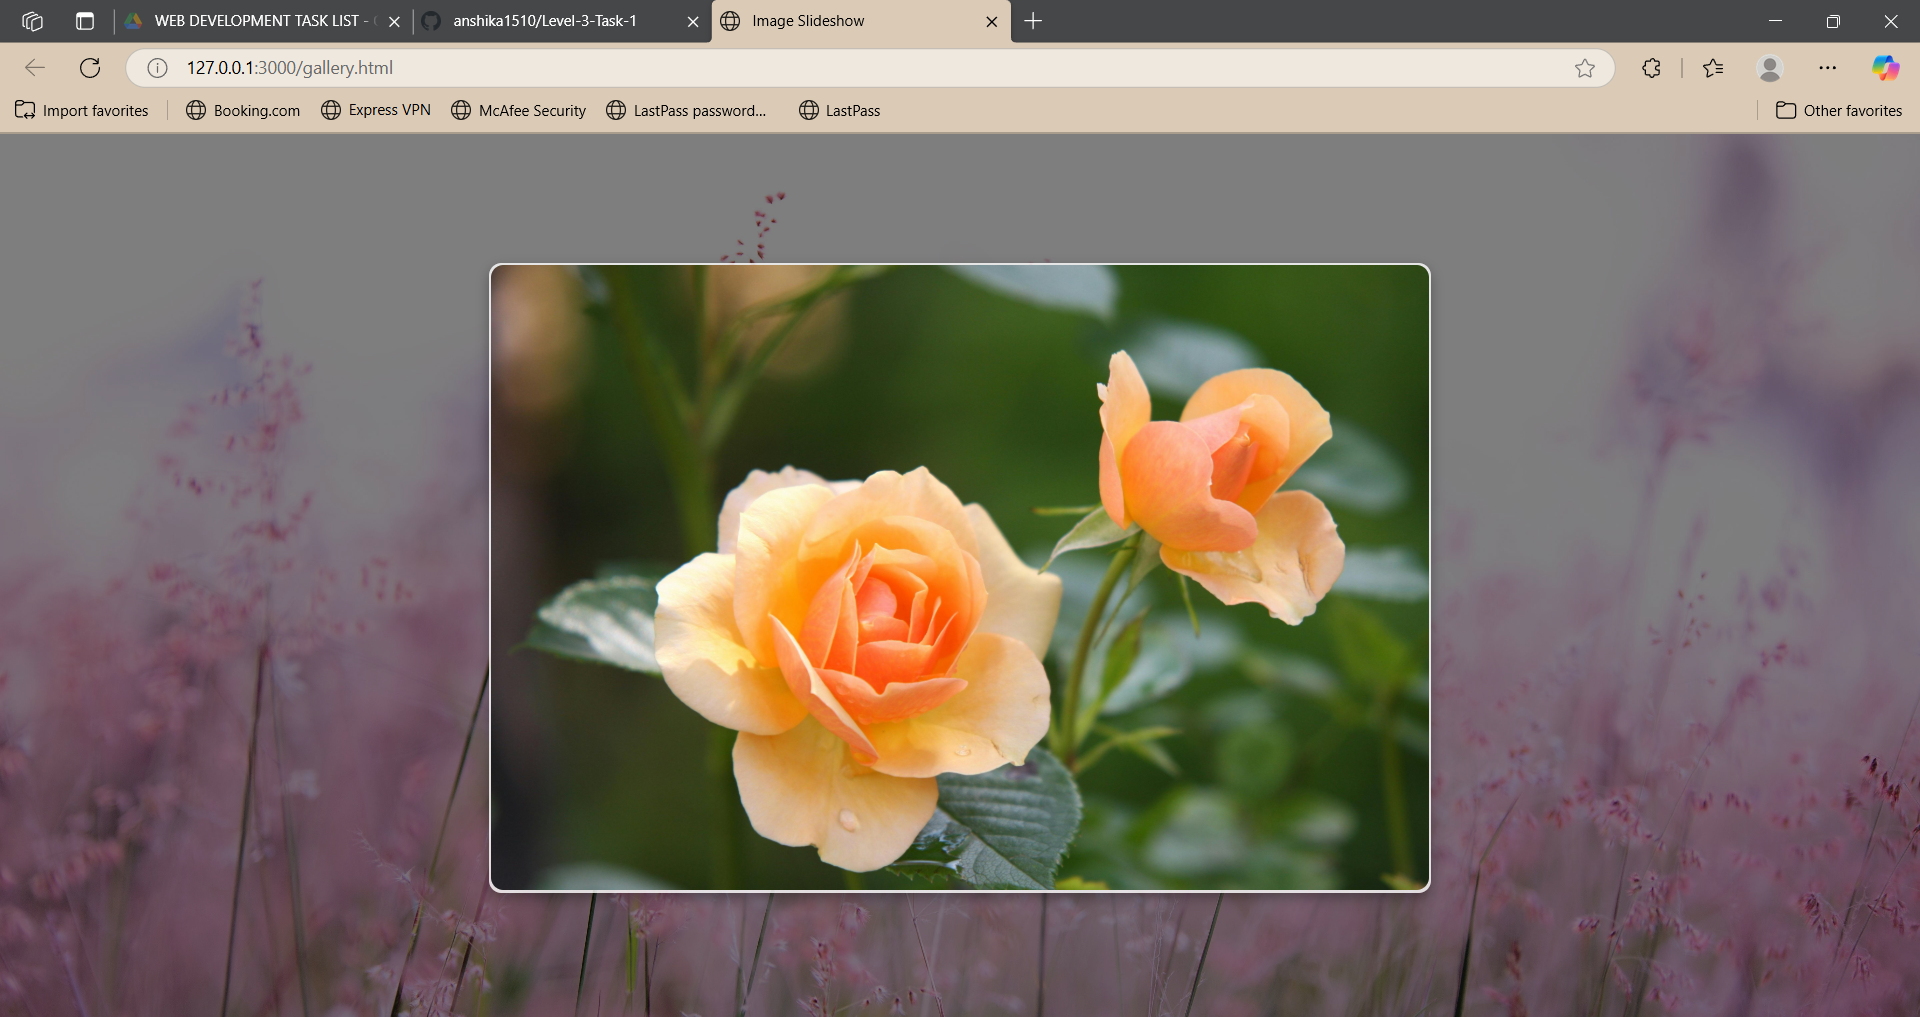 WEB DEVELOPMENT TASK LIST -
anshika1510/Level-3-Task-1
Image Slideshow
127.0.0.1:3000/gallery.html
Import favorites
Booking.com
Express VPN
McAfee Security
LastPass password...
LastPass
Other favorites